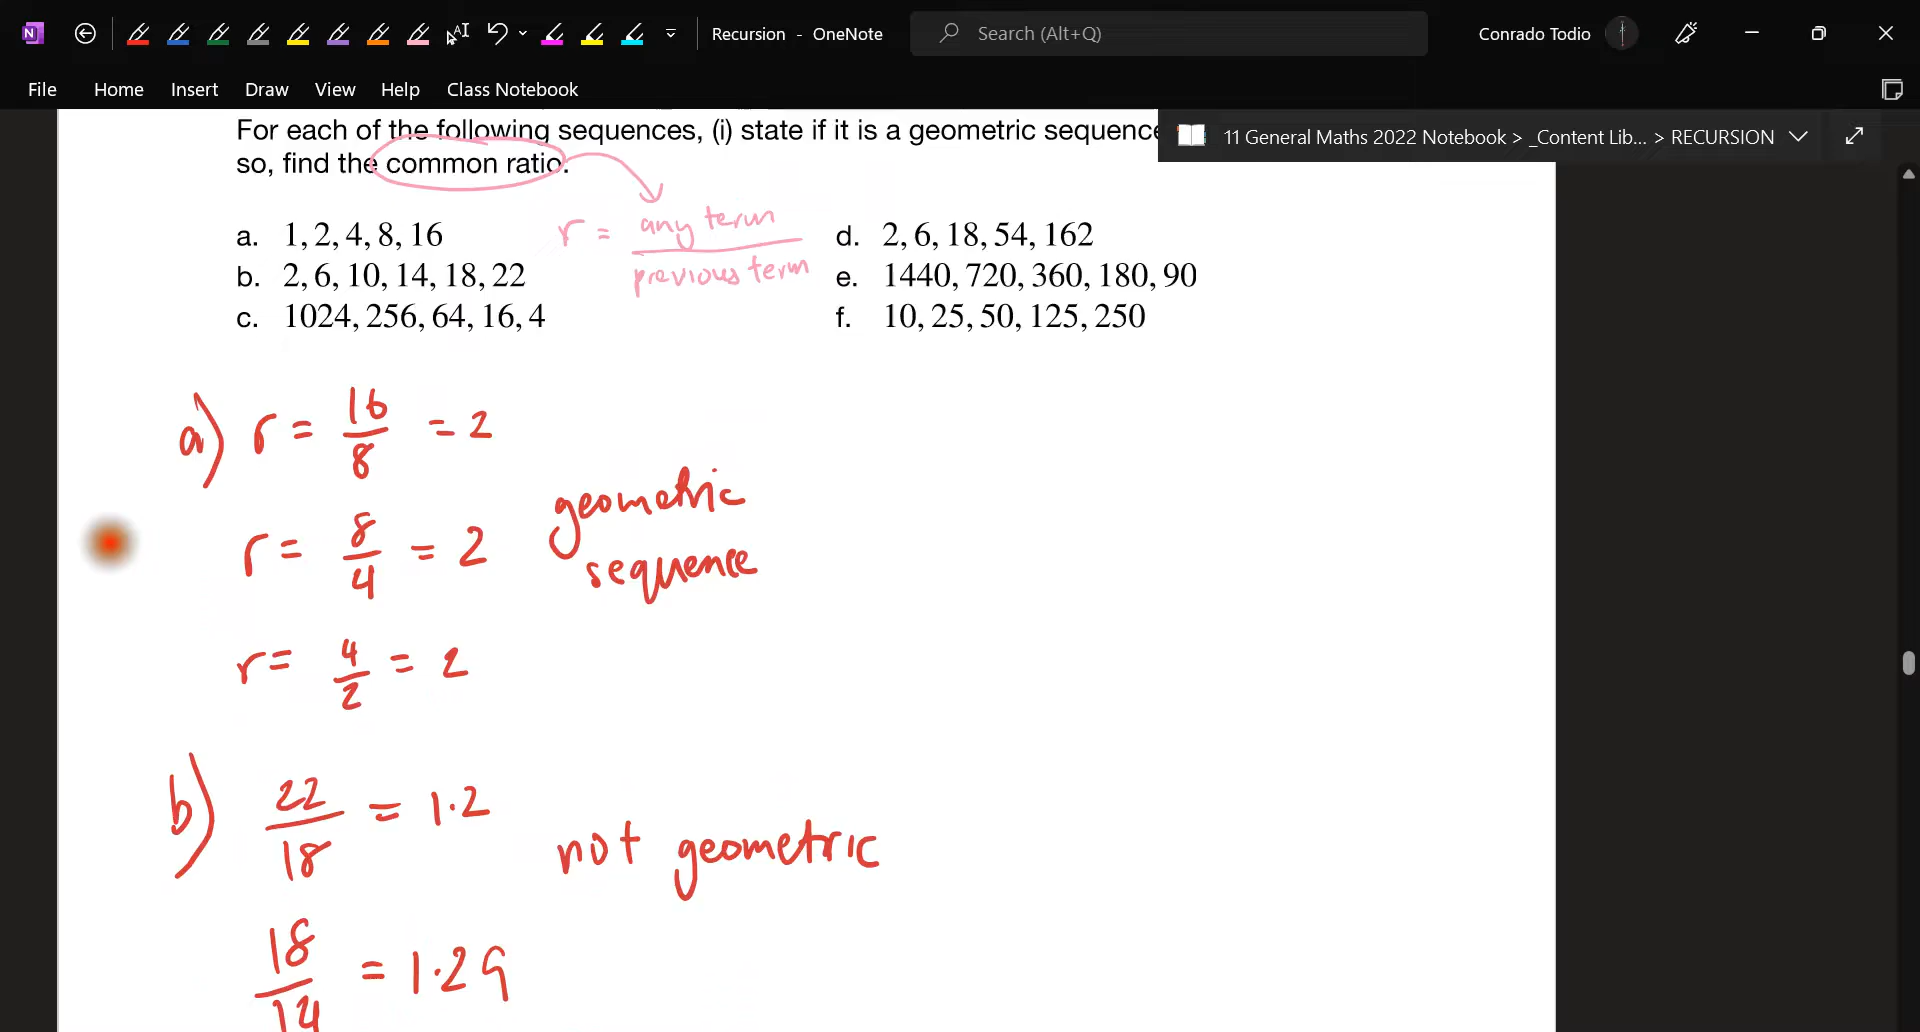 Recursion - OneNote
Search (Alt+Q)
Conrado Todio
File Home Insert Draw View Help Class Notebook
11 General Maths 2022 Notebook > _Content Lib... > RECURSION
For each of the following sequences, (i) state if it is a geometric sequence
so, find the common ratio.
r = any term / previous term
a. 1, 2, 4, 8, 16
b. 2, 6, 10, 14, 18, 22
c. 1024, 256, 64, 16, 4
d. 2, 6, 18, 54, 162
e. 1440, 720, 360, 180, 90
f. 10, 25, 50, 125, 250
a) r = 16/8 = 2
r = 8/4 = 2
r = 4/2 = 2
geometric
sequence
b) 22/18 = 1.2
not geometric
18/14 = 1.29